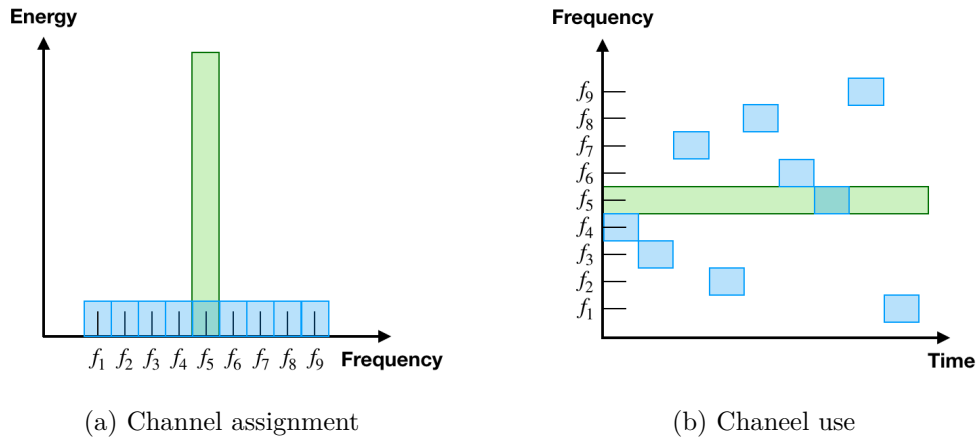 Energy
f1 f2 f3 f4 f5 f6 f7 f8 f9 Frequency
(a) Channel assignment
Frequency
f9
f8
f7
f6
f5
f4
f3
f2
f1
Time
(b) Chaneel use